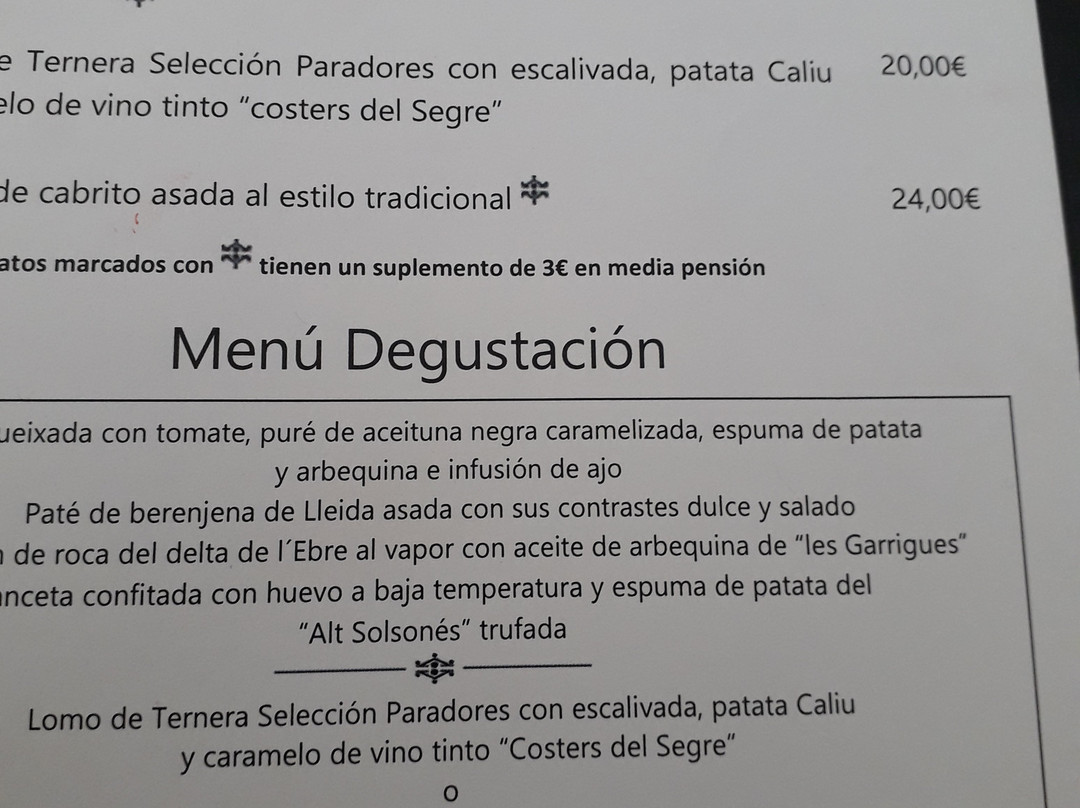 Ternera Selección Paradores con escalivada, patata Caliu 20,00€
de vino tinto “costers del Segre”
de cabrito asada al estilo tradicional 24,00€
marcados con tienen un suplemento de 3€ en media pensión
Menú Degustación
con tomate, puré de aceituna negra caramelizada, espuma de patata
y arbequina e infusión de ajo
Paté de berenjena de Lleida asada con sus contrastes dulce y salado
de roca del delta de l´Ebre al vapor con aceite de arbequina de “les Garrigues”
confitada con huevo a baja temperatura y espuma de patata del
“Alt Solsonés” trufada
Lomo de Ternera Selección Paradores con escalivada, patata Caliu
y caramelo de vino tinto “Costers del Segre”
o